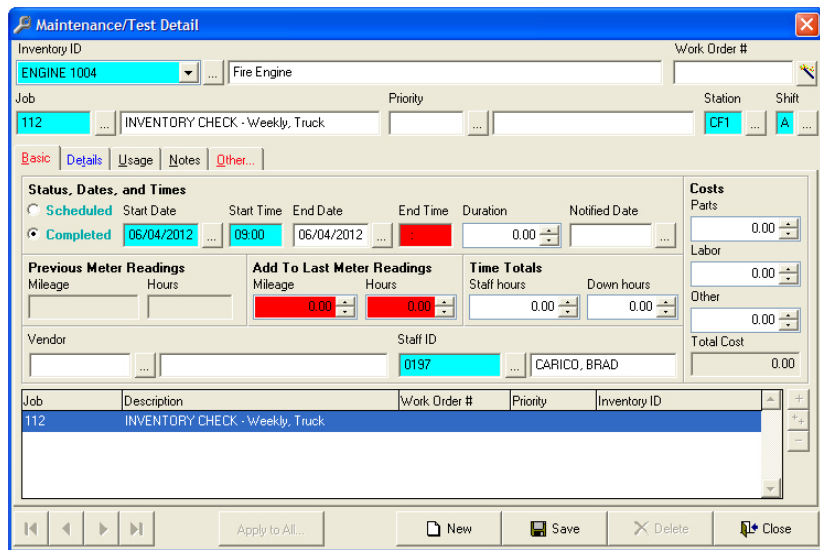 Maintenance/Test Detail
Inventory ID Work Order #
ENGINE 1004 ... Fire Engine
Job Priority Station Shift
112 ... INVENTORY CHECK - Weekly, Truck ... CF1 ... A ...
Basic Details Usage Notes Other...
Status, Dates, and Times Costs
Scheduled Start Date Start Time End Date End Time Duration Notified Date Parts
Completed 06/04/2012 ... 09:00 06/04/2012 ... : 0.00 ... 0.00
Labor
Previous Meter Readings Add To Last Meter Readings Time Totals
Mileage Hours Mileage Hours Staff hours Down hours 0.00
0.00 0.00 0.00 0.00 Other
0.00
Vendor Staff ID Total Cost
... 0197 ... CARICO, BRAD 0.00
Job Description Work Order # Priority Inventory ID
112 INVENTORY CHECK - Weekly, Truck
Apply to All... New Save Delete Close